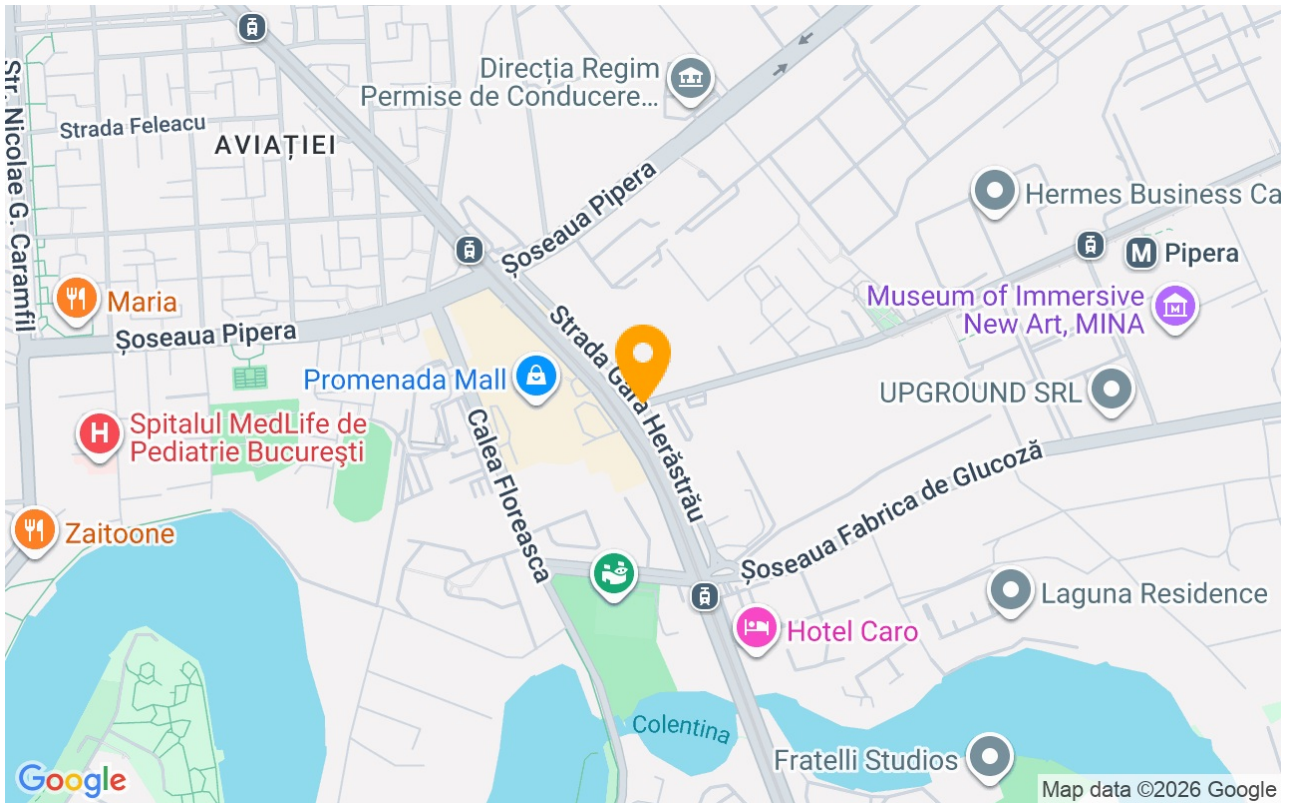 Direcția Regim
Permise de Conducere...
Str. Nicolae G. Caramfil
Strada Feleacu
AVIAȚIEI
Șoseaua Pipera
Hermes Business Ca
M Pipera
Maria
Museum of Immersive
New Art, MINA
Șoseaua Pipera
Strada Gara Herăstrău
Promenada Mall
UPGROUND SRL
H
Spitalul MedLife de
Pediatrie București
Calea Floreasca
Șoseaua Fabrica de Glucoză
Zaitoone
Laguna Residence
Hotel Caro
Colentina
Fratelli Studios
Google
Map data ©2026 Google